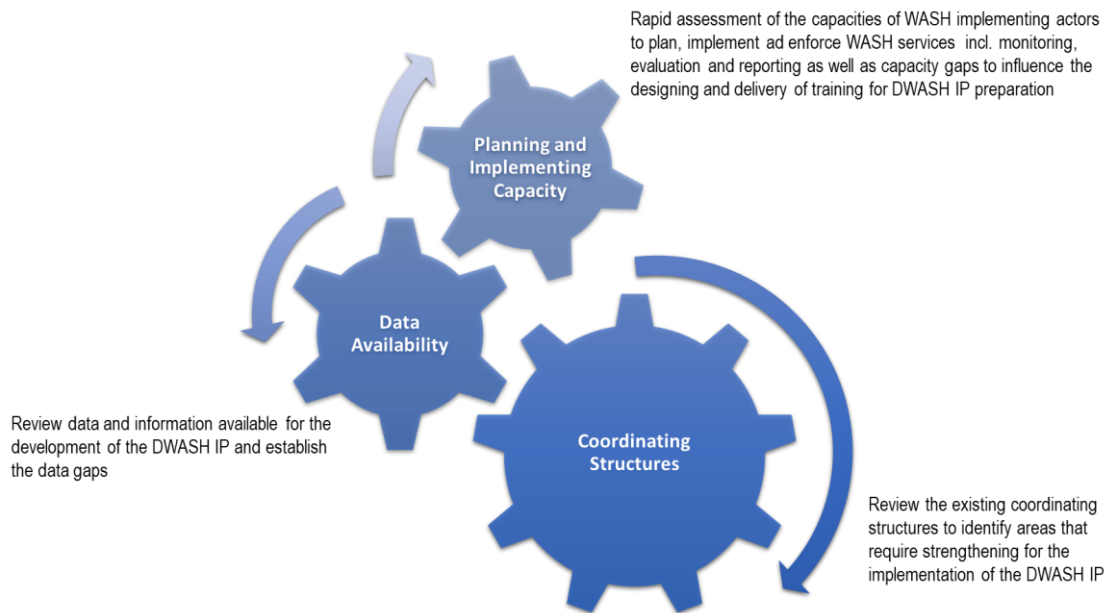 Rapid assessment of the capacities of WASH implementing actors
to plan, implement ad enforce WASH services incl. monitoring,
evaluation and reporting as well as capacity gaps to influence the
designing and delivery of training for DWASH IP preparation
Planning and
Implementing
Capacity
Data
Availability
Review data and information available for the
development of the DWASH IP and establish
the data gaps
Coordinating
Structures
Review the existing coordinating
structures to identify areas that
require strengthening for the
implementation of the DWASH IP